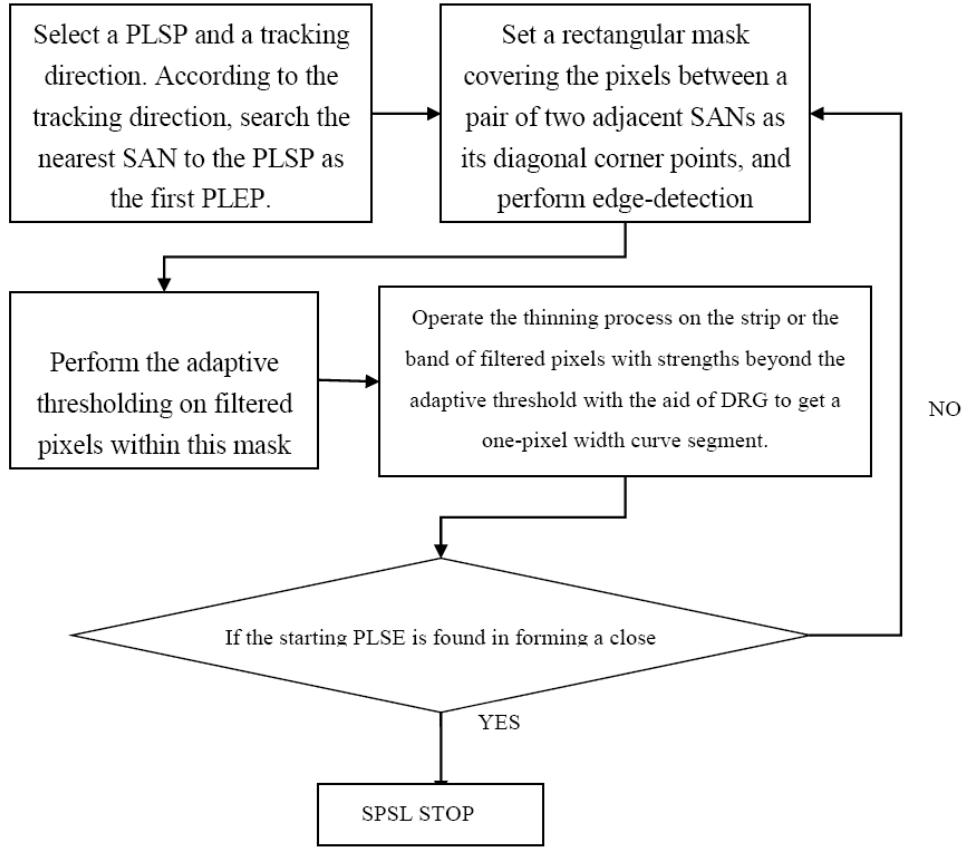 Select a PLSP and a tracking
direction. According to the
tracking direction, search the
nearest SAN to the PLSP as
the first PLEP.
Set a rectangular mask
covering the pixels between a
pair of two adjacent SANs as
its diagonal corner points, and
perform edge-detection
Perform the adaptive
thresholding on filtered
pixels within this mask
Operate the thinning process on the strip or the
band of filtered pixels with strengths beyond the
adaptive threshold with the aid of DRG to get a
one-pixel width curve segment.
NO
If the starting PLSE is found in forming a close
YES
SPSL STOP